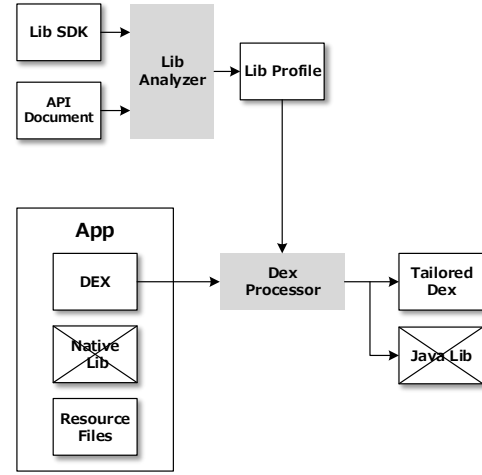 Lib SDK
API
Document
Lib
Analyzer
Lib Profile
App
DEX
Native
Lib
Resource
Files
Dex
Processor
Tailored
Dex
Java Lib